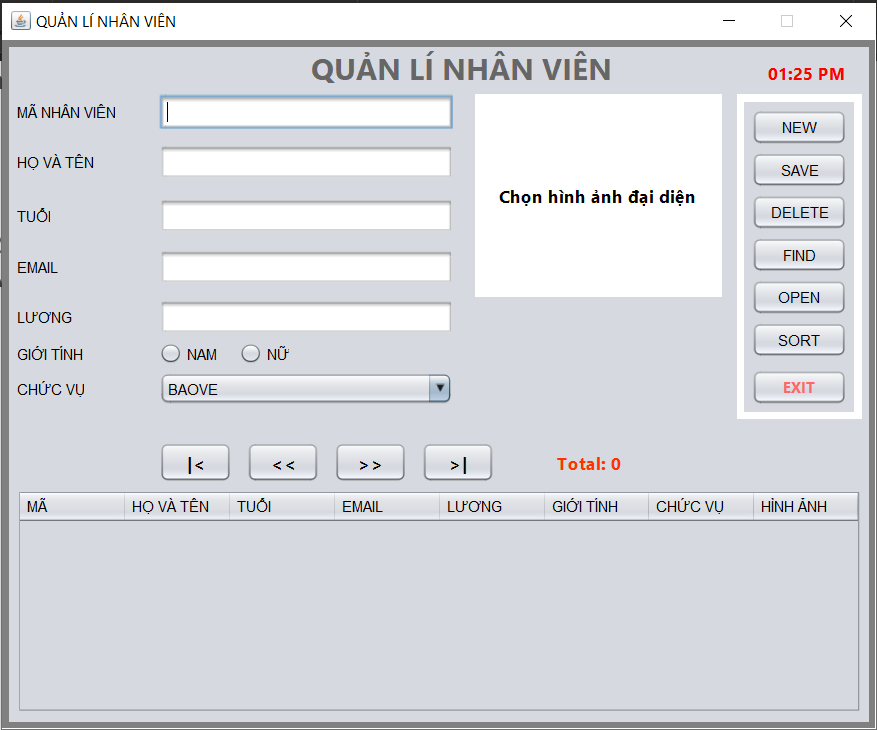 QUẢN LÍ NHÂN VIÊN
QUẢN LÍ NHÂN VIÊN
01:25 PM
MÃ NHÂN VIÊN
HỌ VÀ TÊN
TUỔI
EMAIL
LƯƠNG
GIỚI TÍNH
NAM
NỮ
CHỨC VỤ
BAOVE
Chọn hình ảnh đại diện
NEW
SAVE
DELETE
FIND
OPEN
SORT
EXIT
|<
<<
>>
>|
Total: 0
MÃ HỌ VÀ TÊN TUỔI EMAIL LƯƠNG GIỚI TÍNH CHỨC VỤ HÌNH ẢNH